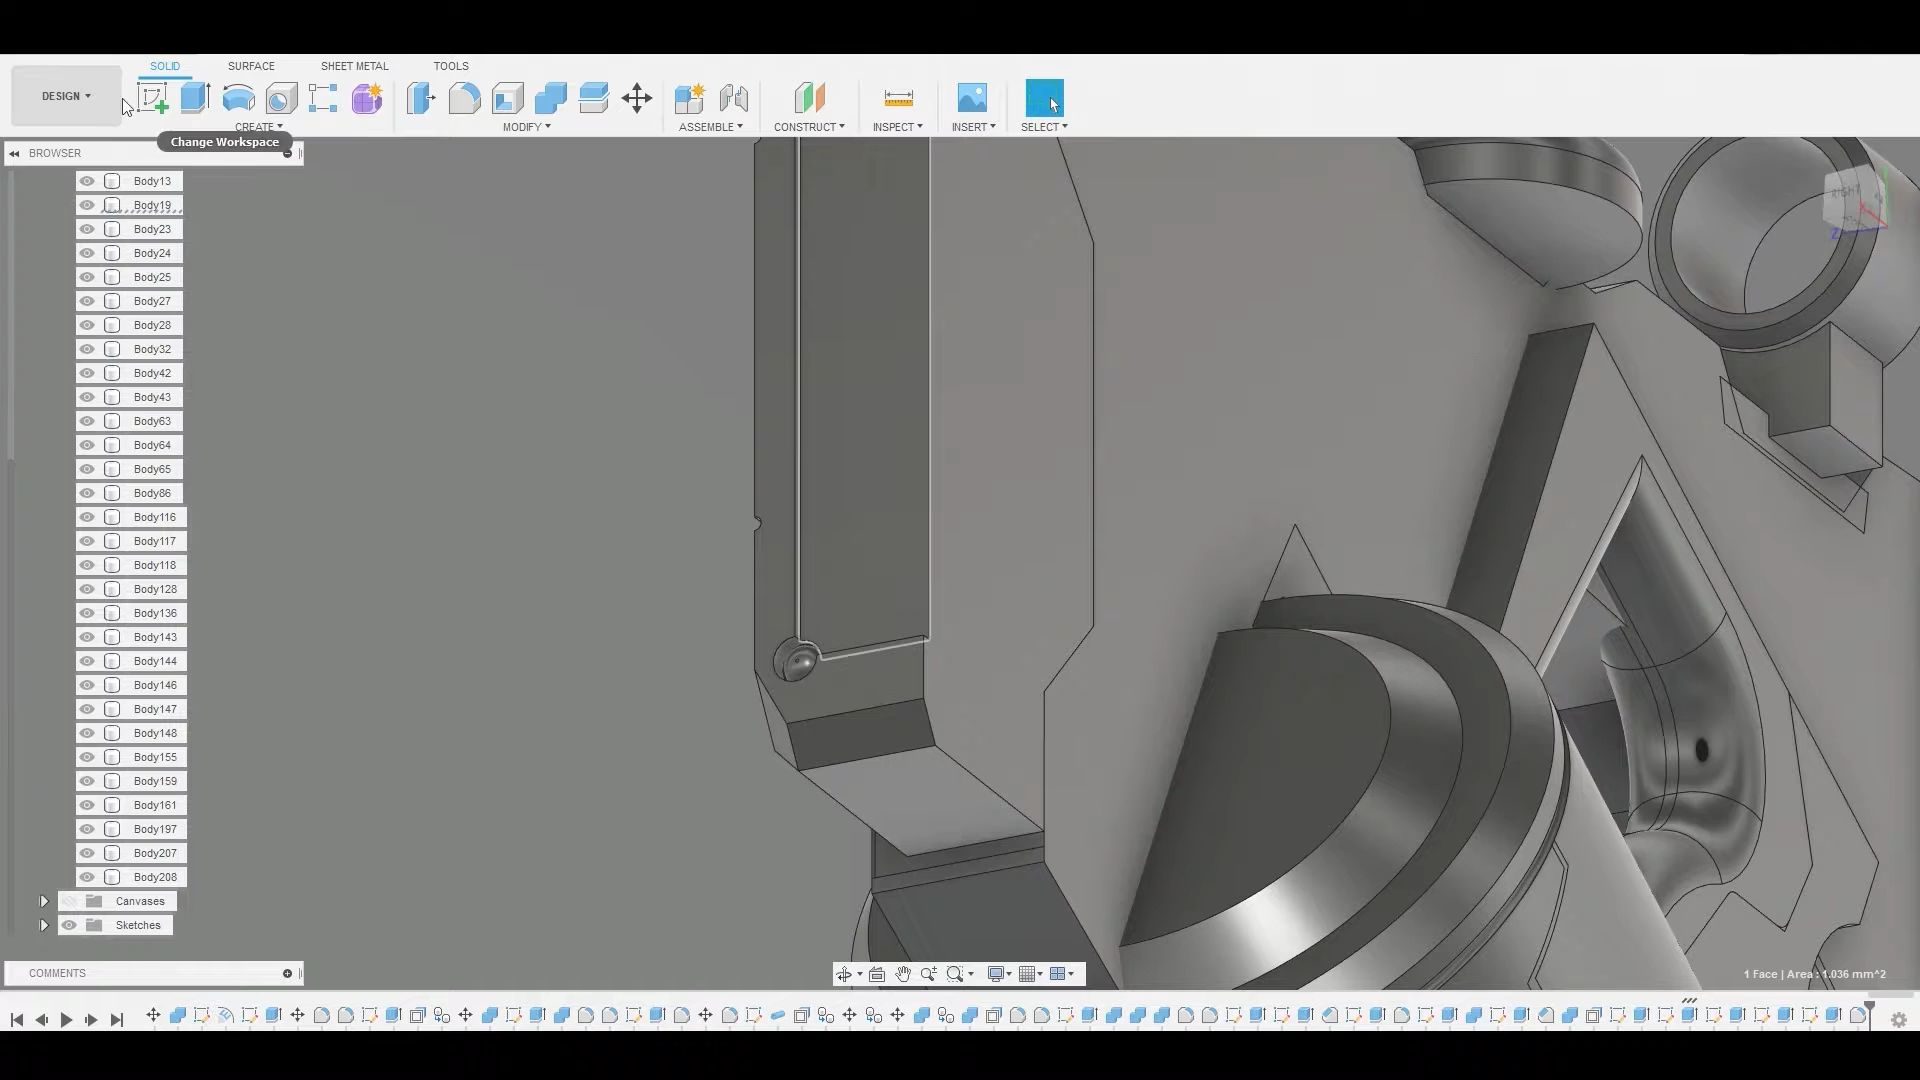 SOLID SURFACE SHEET METAL TOOLS
DESIGN
CREATE MODIFY ASSEMBLE CONSTRUCT INSPECT INSERT SELECT
Change Workspace
BROWSER
Body13
Body19
Body23
Body24
Body25
Body27
Body28
Body32
Body42
Body43
Body63
Body64
Body65
Body86
Body116
Body117
Body118
Body128
Body136
Body143
Body144
Body146
Body147
Body148
Body155
Body159
Body161
Body197
Body207
Body208
Canvases
Sketches
RIGHT
Z
COMMENTS
1 Face | Area : 1.036 mm^2